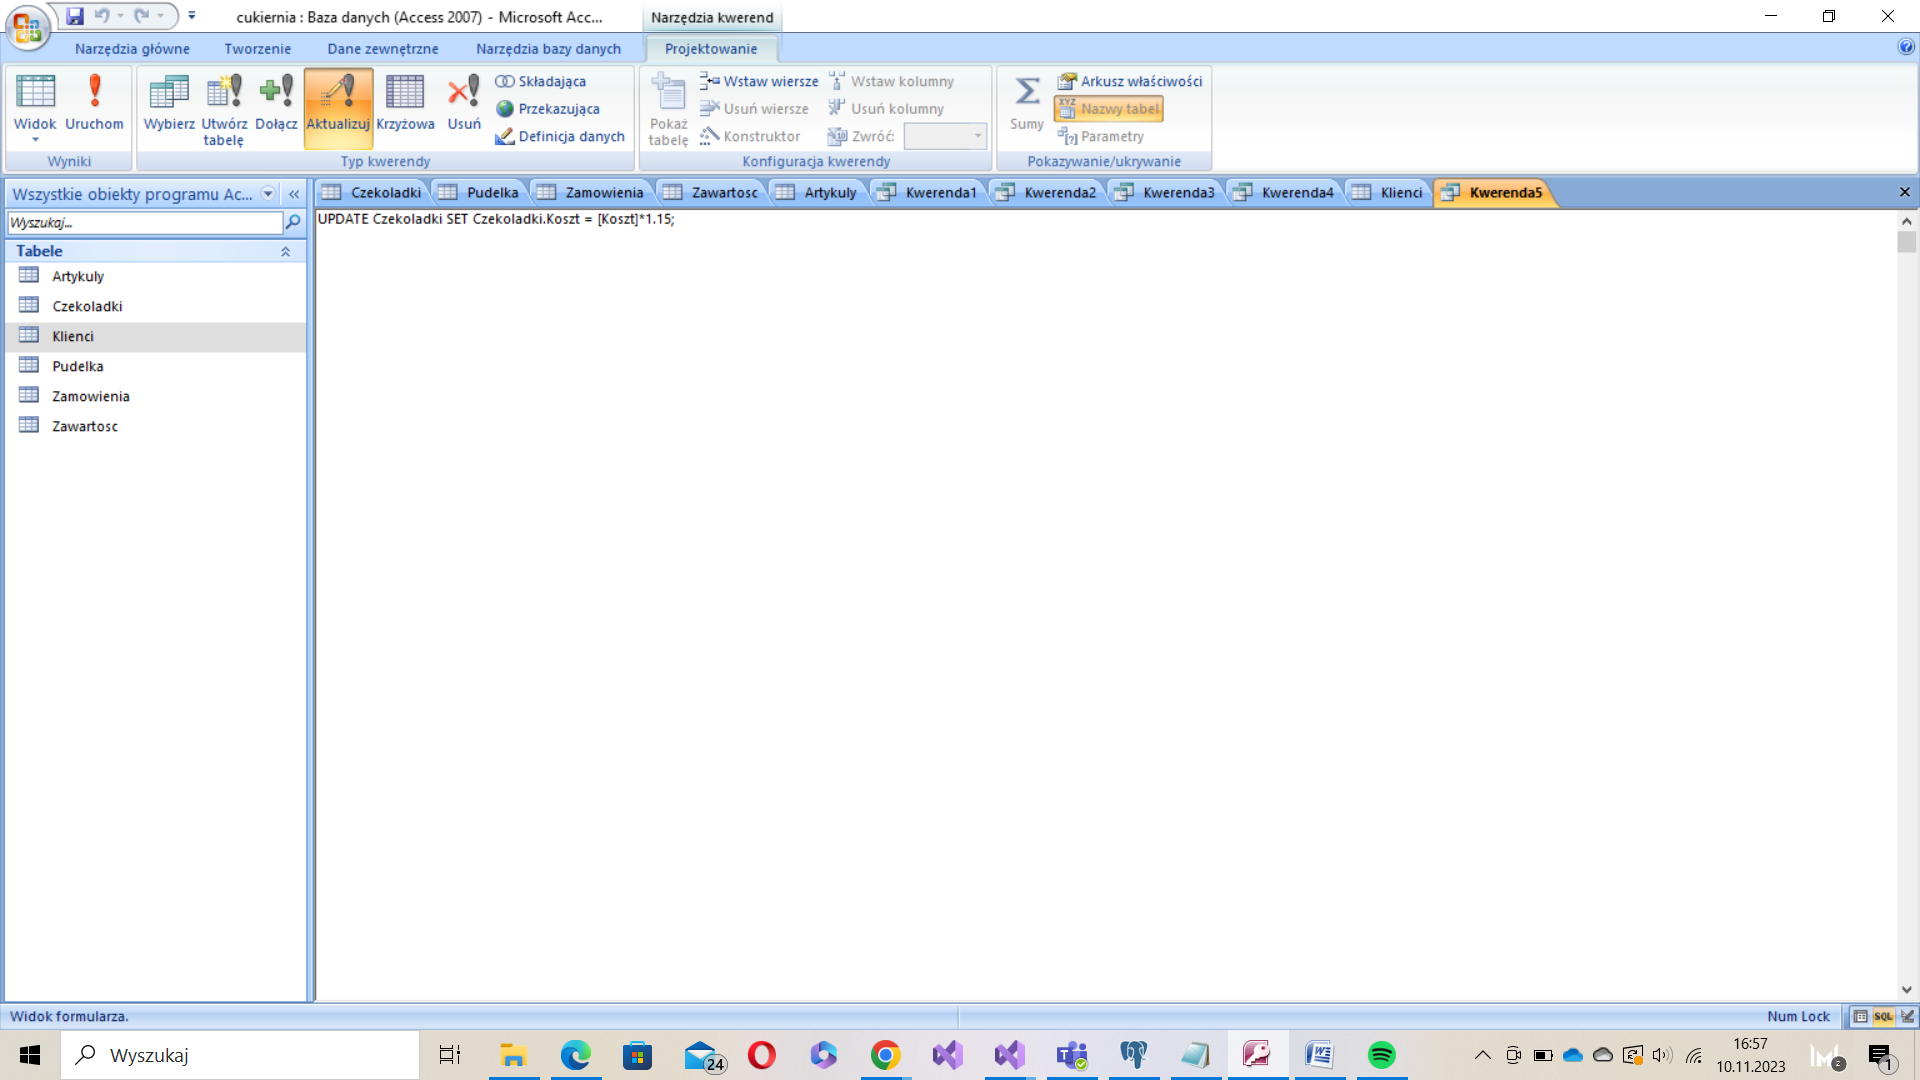 cukiernia : Baza danych (Access 2007) - Microsoft Acc...
Narzędzia kwerend
Narzędzia główne
Tworzenie
Dane zewnętrzne
Narzędzia bazy danych
Projektowanie
Widok
Uruchom
Wyniki
Wybierz
Utwórz tabelę
Dołącz
Aktualizuj
Krzyżowa
Usuń
Składająca
Przekazująca
Definicja danych
Typ kwerendy
Pokaż tabelę
Wstaw wiersze
Usuń wiersze
Konstruktor
Wstaw kolumny
Usuń kolumny
Zwróć:
Konfiguracja kwerendy
Sumy
Arkusz właściwości
Nazwy tabel
Parametry
Pokazywanie/ukrywanie
Wszystkie obiekty programu Ac...
Wyszukaj...
Tabele
Artykuly
Czekoladki
Klienci
Pudelka
Zamowienia
Zawartosc
Czekoladki
Pudelka
Zamowienia
Zawartosc
Artykuly
Kwerenda1
Kwerenda2
Kwerenda3
Kwerenda4
Klienci
Kwerenda5
UPDATE Czekoladki SET Czekoladki.Koszt = [Koszt]*1.15;
Widok formularza.
Num Lock
SQL
Wyszukaj
24
16:57
10.11.2023
2
1